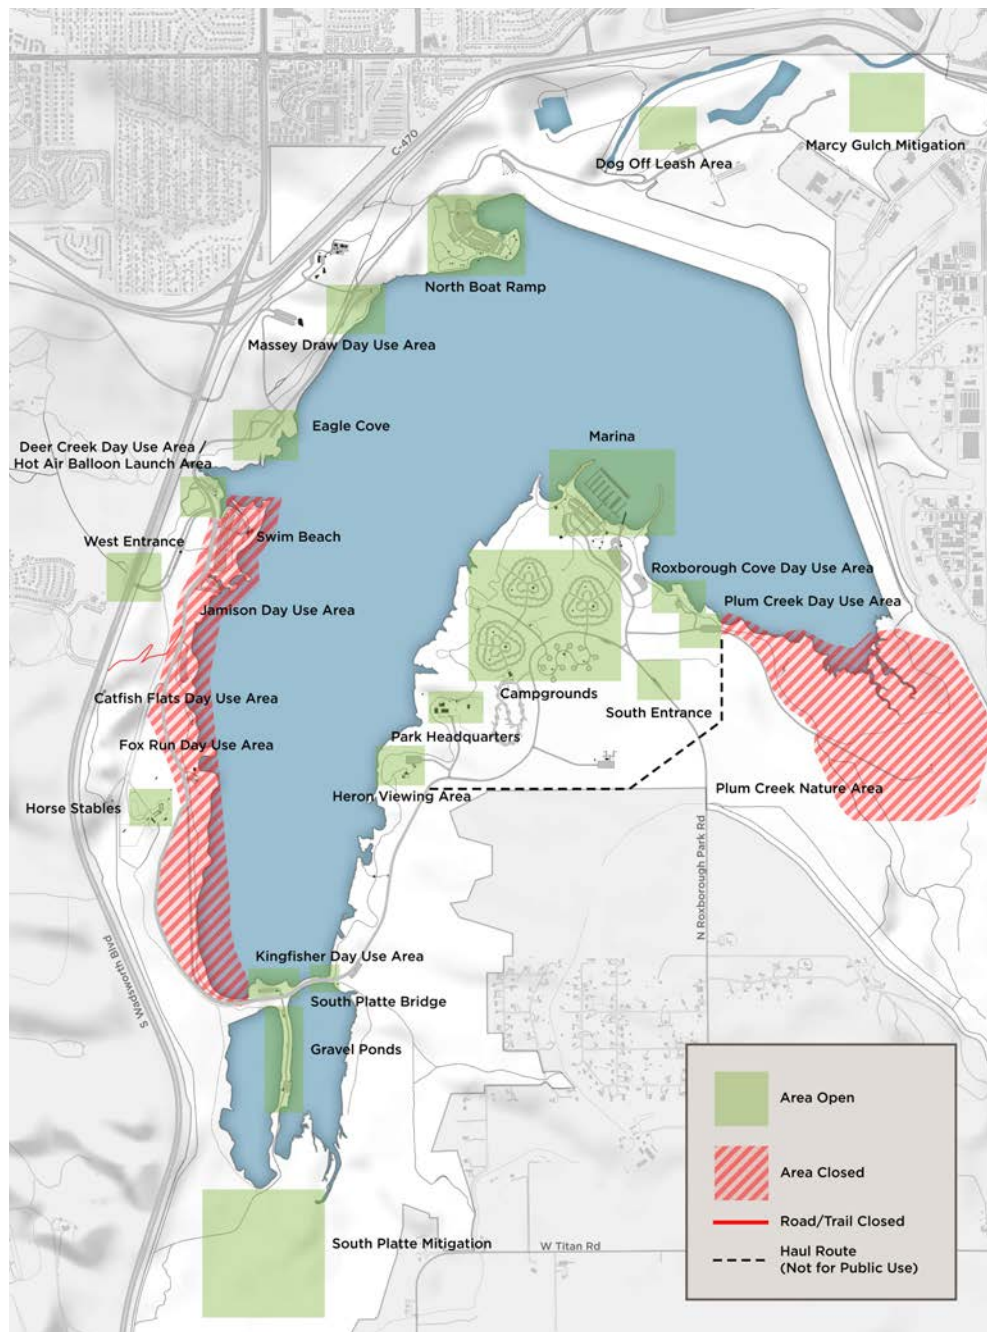 C-470
Dog Off Leash Area
Marcy Gulch Mitigation
North Boat Ramp
Massey Draw Day Use Area
Eagle Cove
Deer Creek Day Use Area /
Hot Air Balloon Launch Area
Marina
Swim Beach
West Entrance
Roxborough Cove Day Use Area
Plum Creek Day Use Area
Jamison Day Use Area
Catfish Flats Day Use Area
Campgrounds
South Entrance
Park Headquarters
Fox Run Day Use Area
Plum Creek Nature Area
Heron Viewing Area
Horse Stables
N Roxborough Park Rd
S Wadsworth Blvd
Kingfisher Day Use Area
South Platte Bridge
Gravel Ponds
South Platte Mitigation
W Titan Rd
Area Open
Area Closed
Road/Trail Closed
Haul Route
(Not for Public Use)